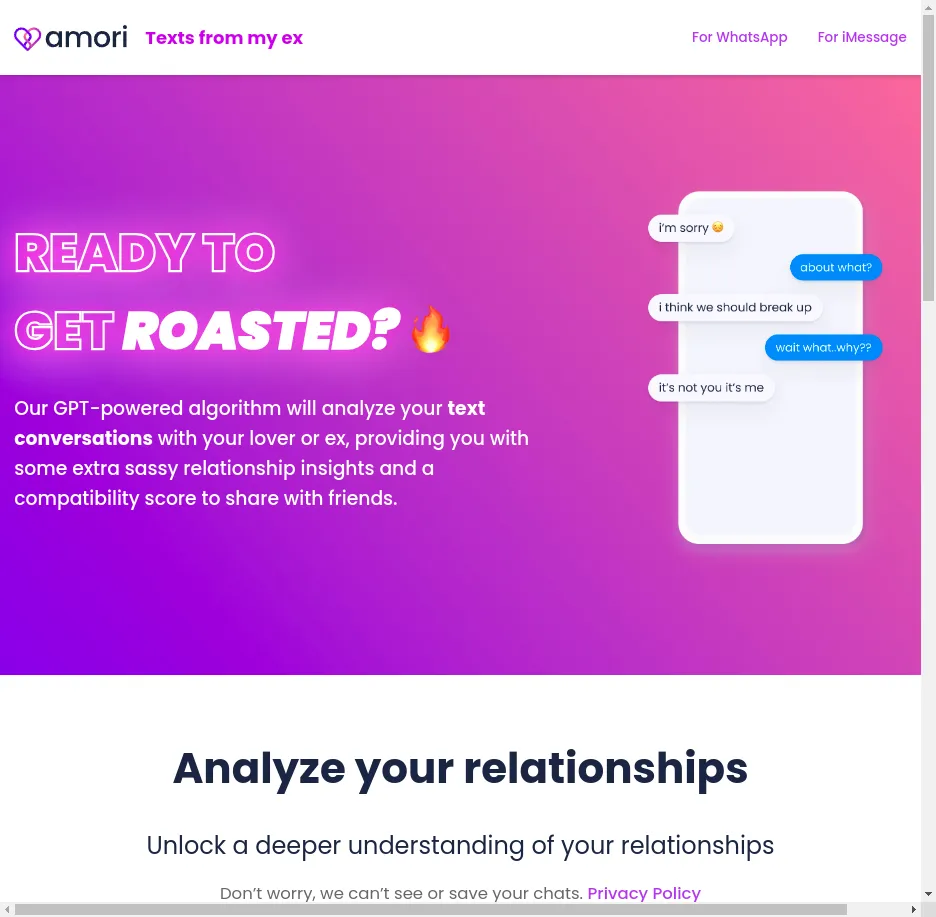 amori Texts from my ex For WhatsApp For iMessage
READY TO
GET ROASTED? 🔥
Our GPT-powered algorithm will analyze your text
conversations with your lover or ex, providing you with
some extra sassy relationship insights and a
compatibility score to share with friends.
i'm sorry 😔
about what?
i think we should break up
wait what..why??
it's not you it's me
Analyze your relationships
Unlock a deeper understanding of your relationships
Don't worry, we can't see or save your chats. Privacy Policy